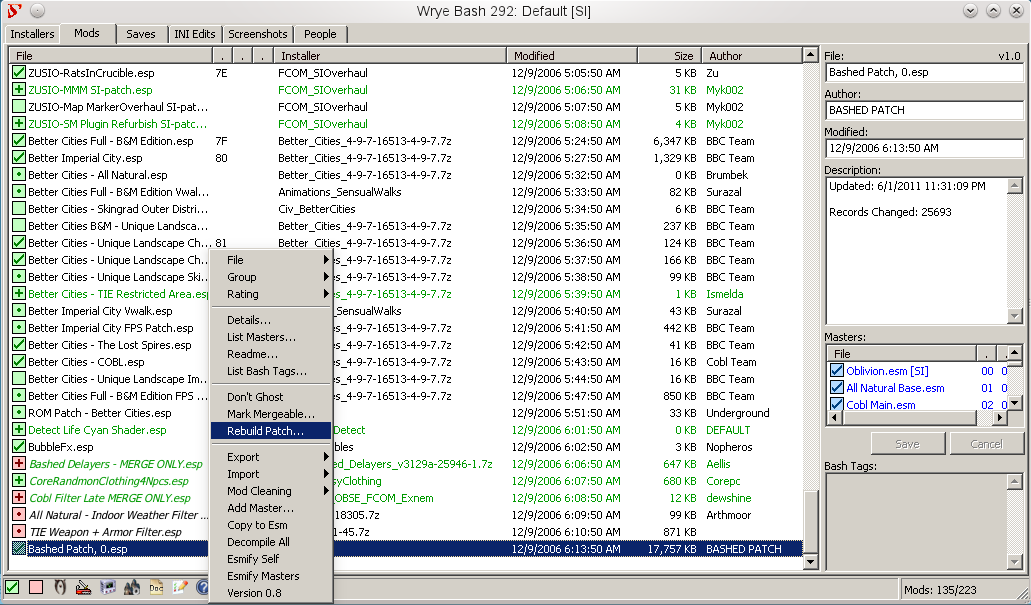 Wrye Bash 292: Default [SI]
Installers Mods Saves INI Edits Screenshots People
File . . . Installer Modified Size Author
ZUSIO-RatsInCrucible.esp 7E FCOM_SIOverhaul 12/9/2006 5:05:50 AM 5 KB Zu
ZUSIO-MMM SI-patch.esp FCOM_SIOverhaul 12/9/2006 5:06:50 AM 31 KB Myk002
ZUSIO-Map MarkerOverhaul SI-pat... FCOM_SIOverhaul 12/9/2006 5:07:50 AM 5 KB Myk002
ZUSIO-SM Plugin Refurbish SI-patc... FCOM_SIOverhaul 12/9/2006 5:08:50 AM 4 KB Myk002
Better Cities Full - B&M Edition.esp 7F Better_Cities_4-9-7-16513-4-9-7.7z 12/9/2006 5:24:50 AM 6,347 KB BBC Team
Better Imperial City.esp 80 Better_Cities_4-9-7-16513-4-9-7.7z 12/9/2006 5:27:50 AM 1,329 KB BBC Team
Better Cities - All Natural.esp Better_Cities_4-9-7-16513-4-9-7.7z 12/9/2006 5:32:50 AM 0 KB Brumbek
Better Cities Full - B&M Edition Vwal... Animations_SensualWalks 12/9/2006 5:33:50 AM 82 KB Surazal
Better Cities - Skingrad Outer Distri... Civ_BetterCities 12/9/2006 5:34:50 AM 6 KB BBC Team
Better Cities B&M - Unique Landsca... Better_Cities_4-9-7-16513-4-9-7.7z 12/9/2006 5:35:50 AM 237 KB BBC Team
Better Cities - Unique Landscape Ch... 81 Better_Cities_4-9-7-16513-4-9-7.7z 12/9/2006 5:36:50 AM 124 KB BBC Team
Better Cities - Unique Landscape Ch... es_4-9-7-16513-4-9-7.7z 12/9/2006 5:37:50 AM 166 KB BBC Team
Better Cities - Unique Landscape Ski... es_4-9-7-16513-4-9-7.7z 12/9/2006 5:38:50 AM 99 KB BBC Team
Better Cities - TIE Restricted Area.esp es_4-9-7-16513-4-9-7.7z 12/9/2006 5:39:50 AM 1 KB Ismelda
Better Imperial City Vwalk.esp _SensualWalks 12/9/2006 5:40:50 AM 43 KB Surazal
Better Imperial City FPS Patch.esp es_4-9-7-16513-4-9-7.7z 12/9/2006 5:41:50 AM 442 KB BBC Team
Better Cities - The Lost Spires.esp es_4-9-7-16513-4-9-7.7z 12/9/2006 5:42:50 AM 41 KB BBC Team
Better Cities - COBL.esp es_4-9-7-16513-4-9-7.7z 12/9/2006 5:43:50 AM 16 KB Cobl Team
Better Cities - Unique Landscape Im... es_4-9-7-16513-4-9-7.7z 12/9/2006 5:44:50 AM 16 KB BBC Team
Better Cities Full - B&M Edition FPS ... es_4-9-7-16513-4-9-7.7z 12/9/2006 5:47:50 AM 850 KB BBC Team
ROM Patch - Better Cities.esp 12/9/2006 5:51:50 AM 33 KB Underground
Detect Life Cyan Shader.esp Detect 12/9/2006 6:01:50 AM 0 KB DEFAULT
BubbleFx.esp bles 12/9/2006 6:02:50 AM 3 KB Nopheros
Bashed Delayers - MERGE ONLY.esp ed_Delayers_v3129a-25946-1.7z 12/9/2006 6:06:50 AM 647 KB Aellis
CoreRandmonClothing4Npcs.esp syClothing 12/9/2006 6:07:50 AM 680 KB Corepc
Cobl Filter Late MERGE ONLY.esp OBSE_FCOM_Exnem 12/9/2006 6:08:50 AM 12 KB dewshine
All Natural - Indoor Weather Filter ... 18305.7z 12/9/2006 6:09:50 AM 99 KB Arthmoor
TIE Weapon + Armor Filter.esp 1-45.7z 12/9/2006 6:10:50 AM 871 KB
Bashed Patch, 0.esp 12/9/2006 6:13:50 AM 17,757 KB BASHED PATCH
File
Group
Rating
Details...
List Masters...
Readme...
List Bash Tags...
Don't Ghost
Mark Mergeable...
Rebuild Patch...
Export
Import
Mod Cleaning
Add Master...
Copy to Esm
Decompile All
Esmify Self
Esmify Masters
Version 0.8
File: v1.0
Bashed Patch, 0.esp
Author:
BASHED PATCH
Modified:
12/9/2006 6:13:50 AM
Description:
Updated: 6/1/2011 11:31:09 PM
Records Changed: 25693
Masters:
File . .
Oblivion.esm [SI] 00 0
All Natural Base.esm 01 0
Cobl Main.esm 02 0
Save Cancel
Bash Tags:
Doc
Mods: 135/223